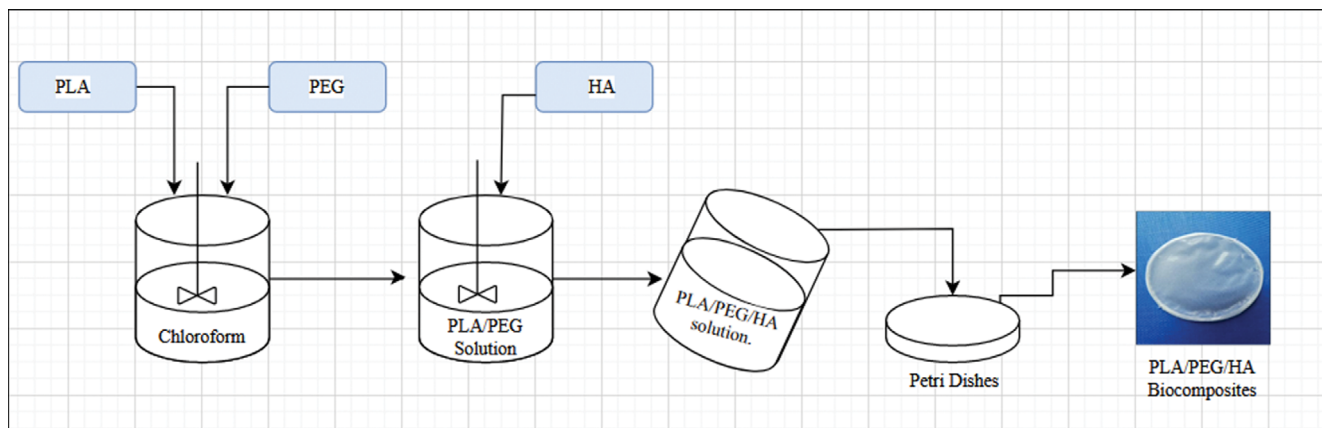 PLA
PEG
HA
Chloroform
PLA/PEG
Solution
PLA/PEG/HA
solution.
Petri Dishes
PLA/PEG/HA
Biocomposites